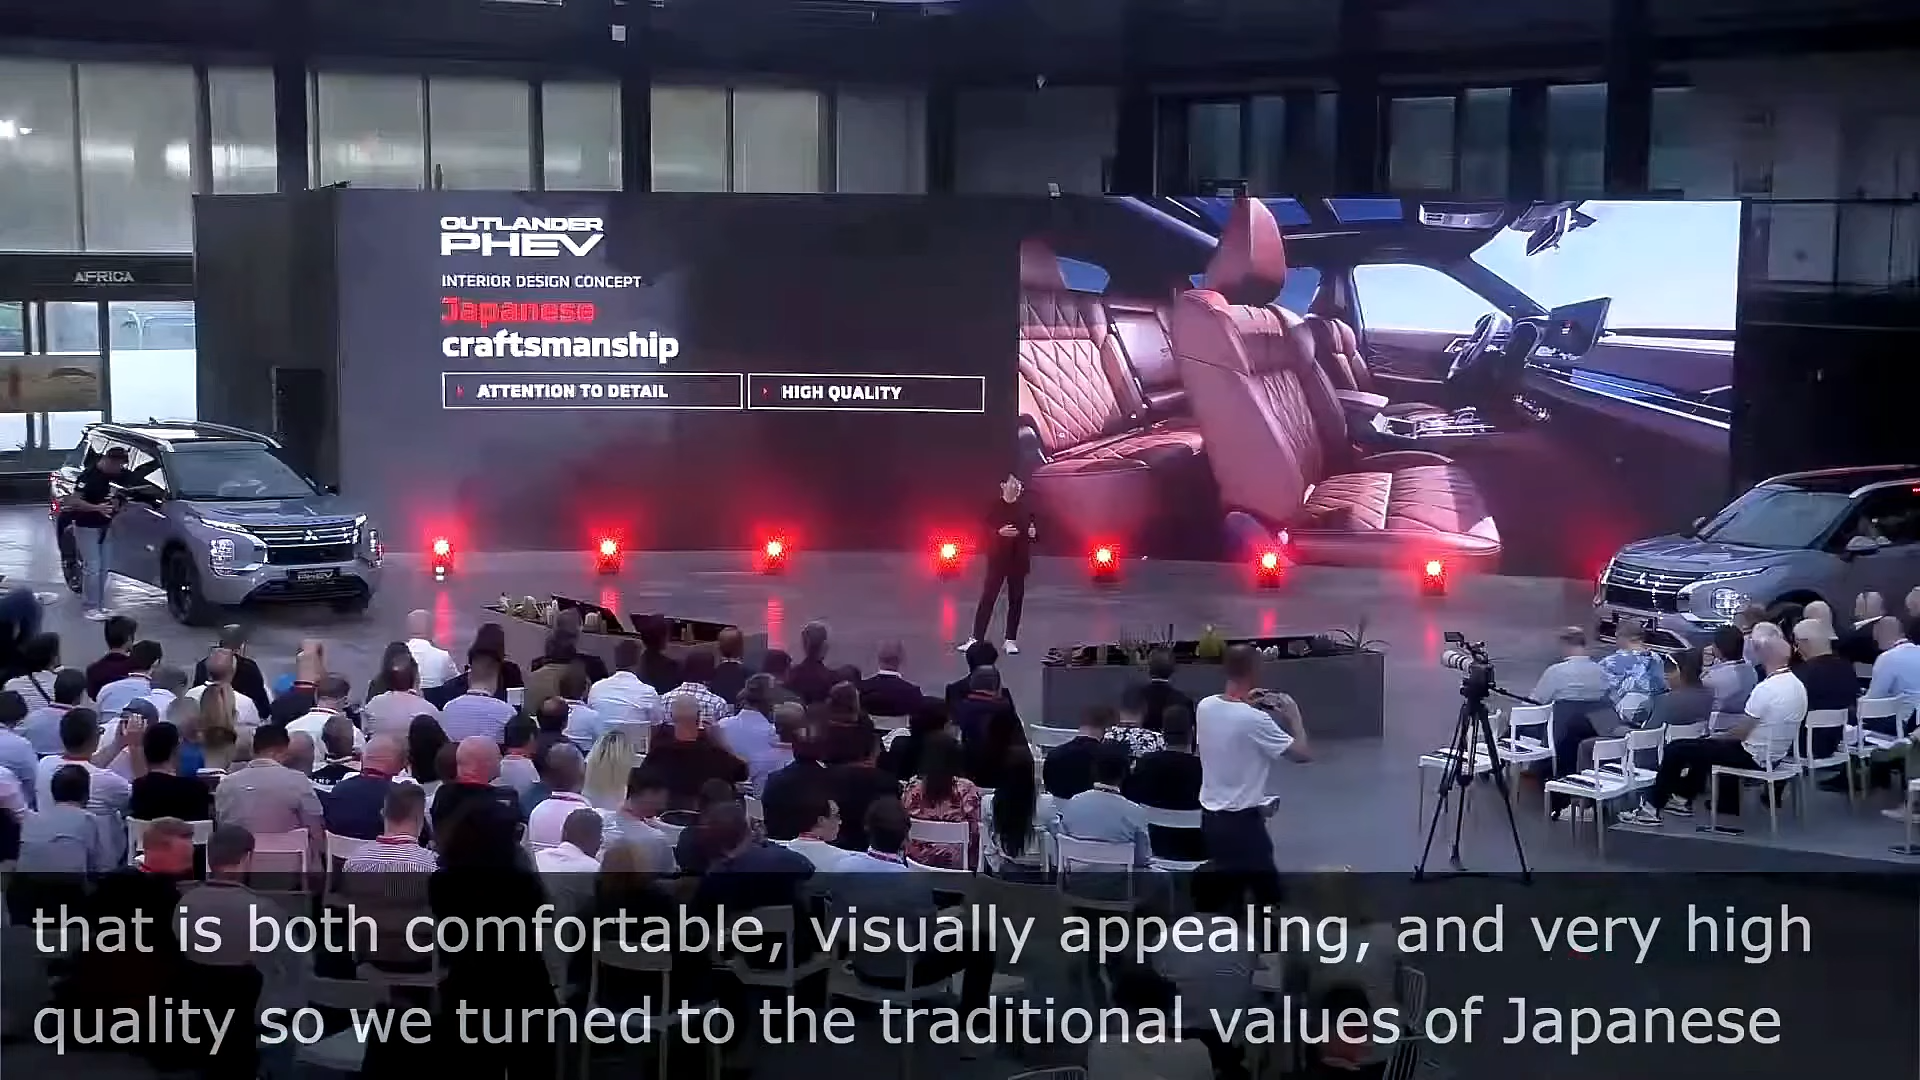 OUTLANDER
PHEV
INTERIOR DESIGN CONCEPT
Japanese
craftsmanship
ATTENTION TO DETAIL
HIGH QUALITY
AFRICA
PHEV
that is both comfortable, visually appealing, and very high
quality so we turned to the traditional values of Japanese